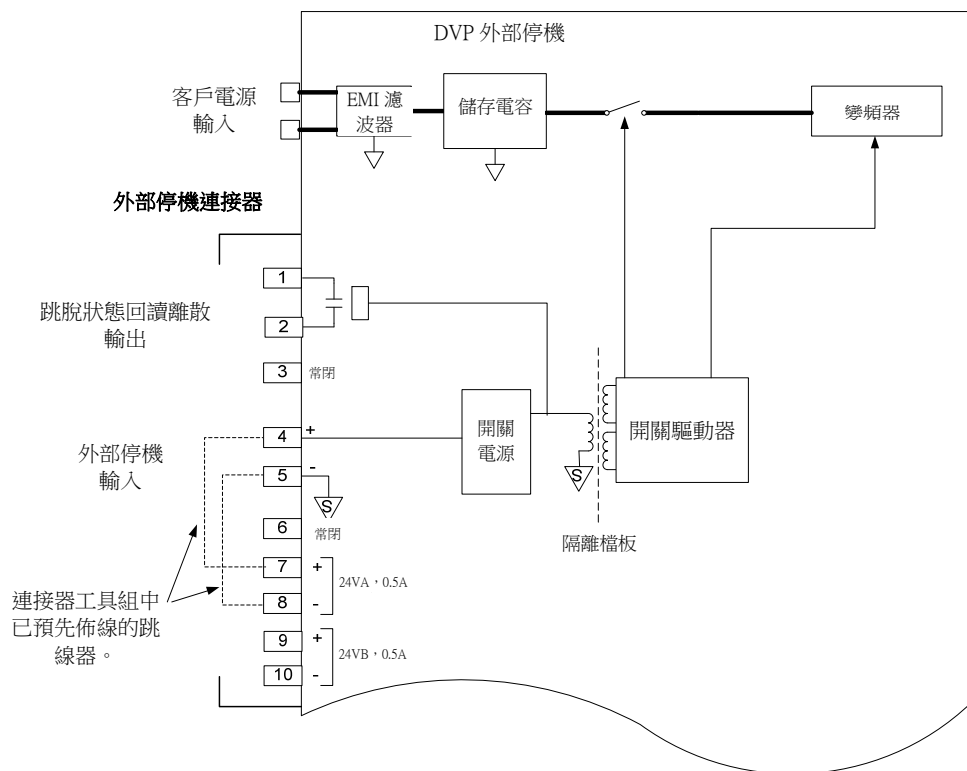 DVP 外部停機
客戶電源
輸入
EMI 濾
波器
儲存電容
變頻器
外部停機連接器
1
2
跳脫狀態回讀離散
輸出
3 常閉
4 +
5 -
S
外部停機
輸入
開關
電源
S
開關驅動器
隔離檔板
6 常閉
7 +
8 -
24VA，0.5A
連接器工具組中
已預先佈線的跳
線器。
9 +
10 -
24VB，0.5A